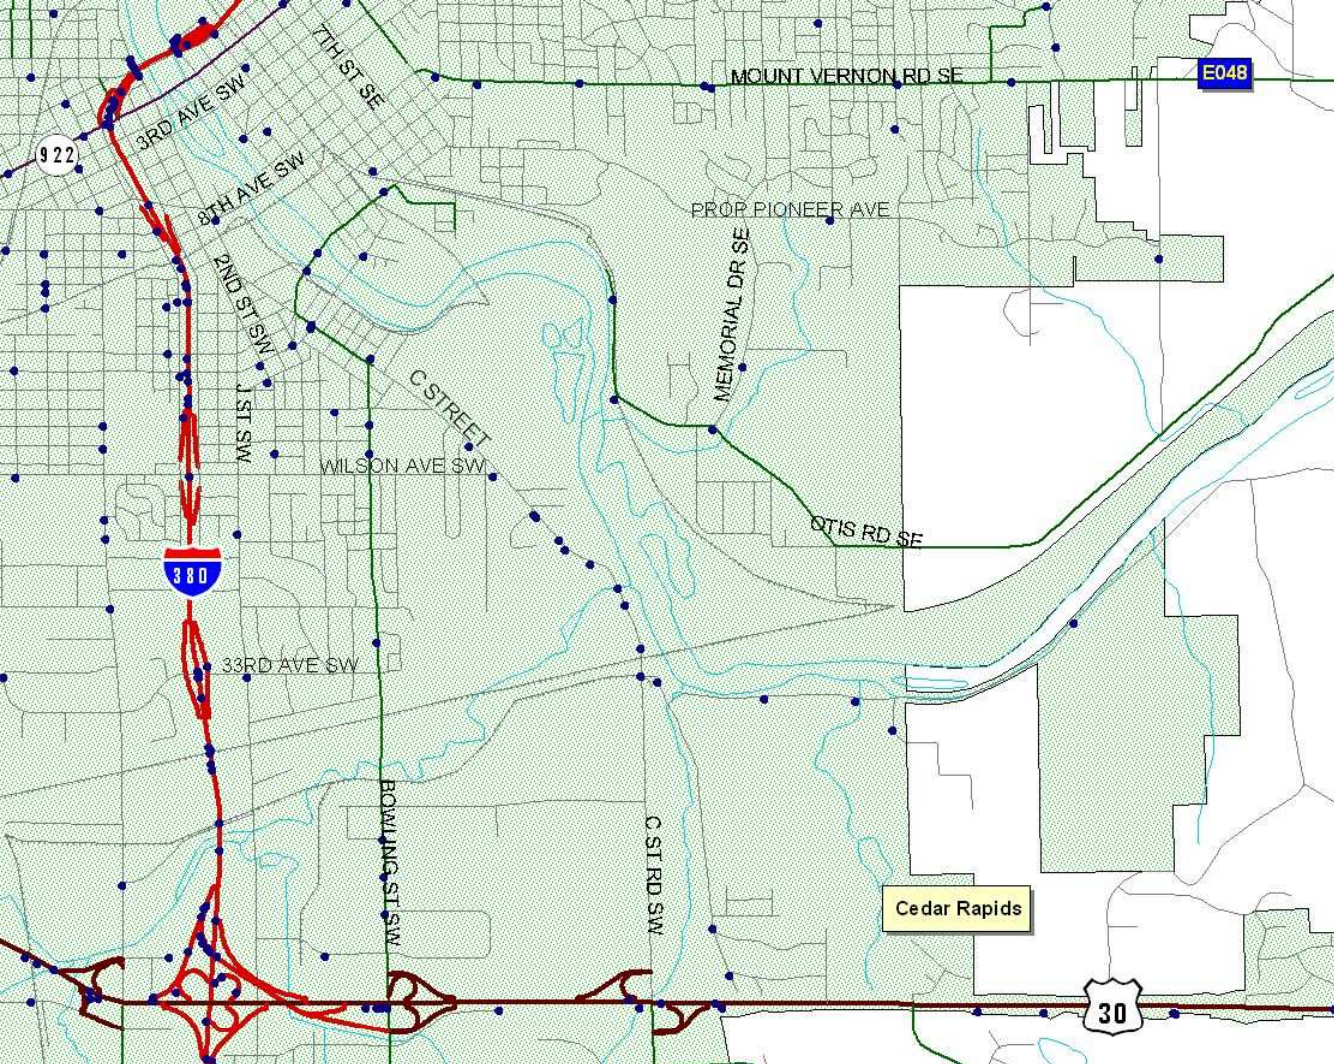 7TH ST SE
MOUNT VERNON RD SE
E048
3RD AVE SW
922
8TH AVE SW
PROP PIONEER AVE
MEMORIAL DR SE
2ND ST SW
J ST SW
C STREET
WILSON AVE SW
OTIS RD SE
380
33RD AVE SW
BOWLING ST SW
C ST RD SW
Cedar Rapids
30